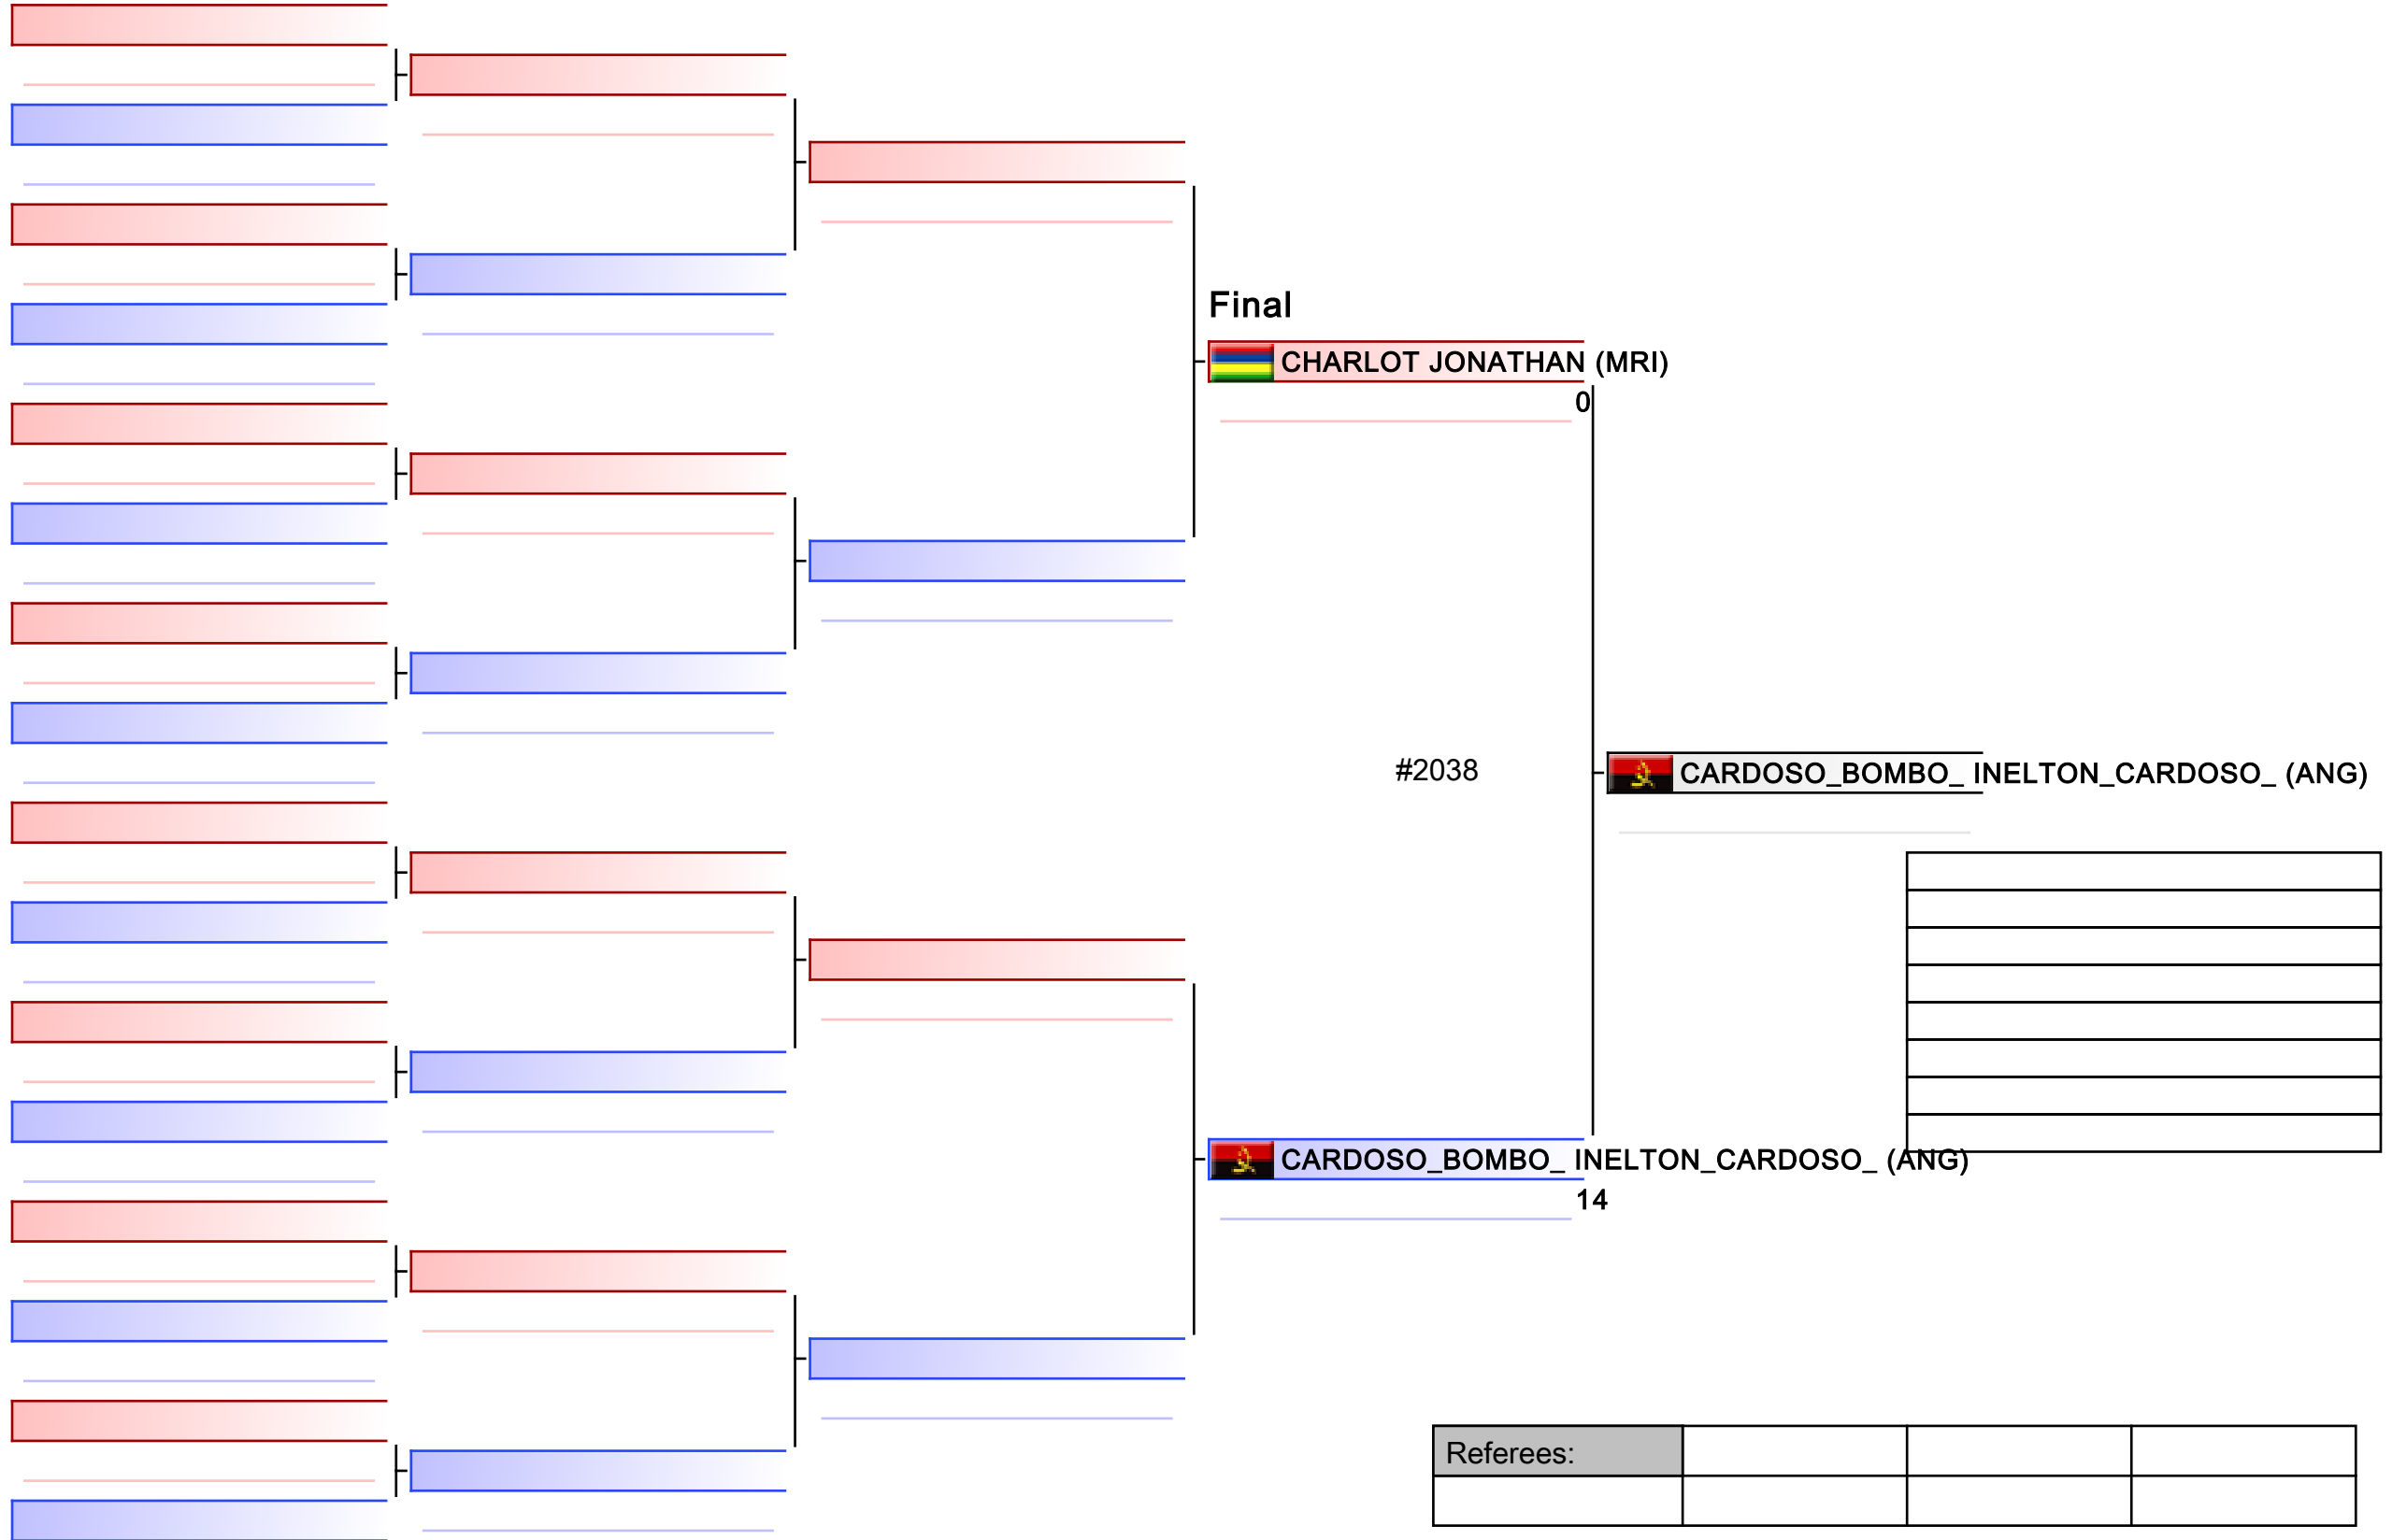 Final
CHARLOT JONATHAN (MRI)
0
#2038
CARDOSO_BOMBO_ INELTON_CARDOSO_ (ANG)
CARDOSO_BOMBO_ INELTON_CARDOSO_ (ANG)
14
Referees: